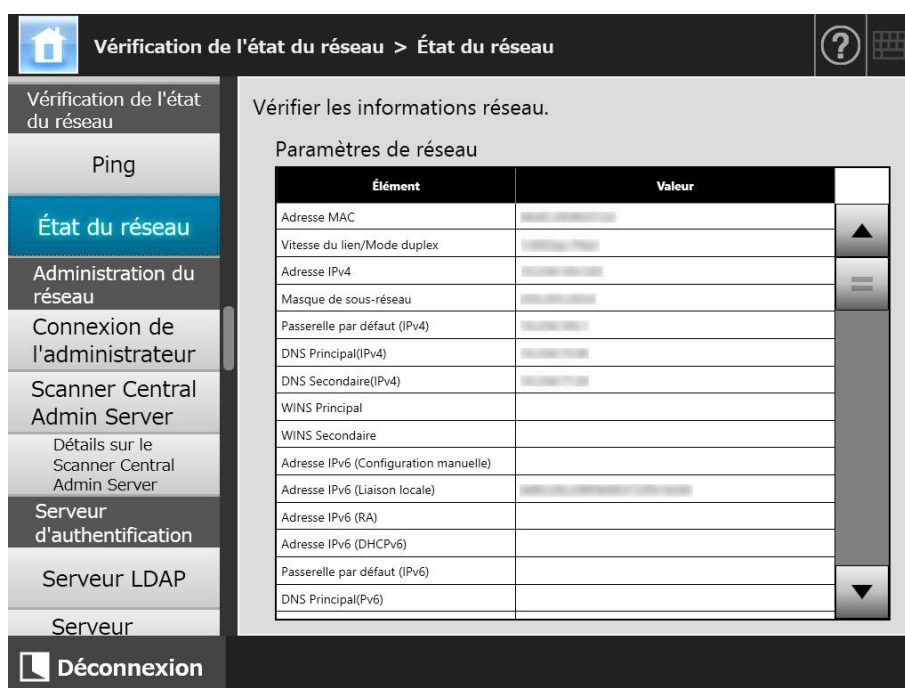 Vérification de l'état du réseau > État du réseau
?
Vérification de l'état
du réseau
Ping
État du réseau
Administration du
réseau
Connexion de
l'administrateur
Scanner Central
Admin Server
Détails sur le
Scanner Central
Admin Server
Serveur
d'authentification
Serveur LDAP
Serveur
Déconnexion
Vérifier les informations réseau.
Paramètres de réseau
Élément Valeur
Adresse MAC
Vitesse du lien/Mode duplex
Adresse IPv4
Masque de sous-réseau
Passerelle par défaut (IPv4)
DNS Principal(IPv4)
DNS Secondaire(IPv4)
WINS Principal
WINS Secondaire
Adresse IPv6 (Configuration manuelle)
Adresse IPv6 (Liaison locale)
Adresse IPv6 (RA)
Adresse IPv6 (DHCPv6)
Passerelle par défaut (IPv6)
DNS Principal(Pv6)